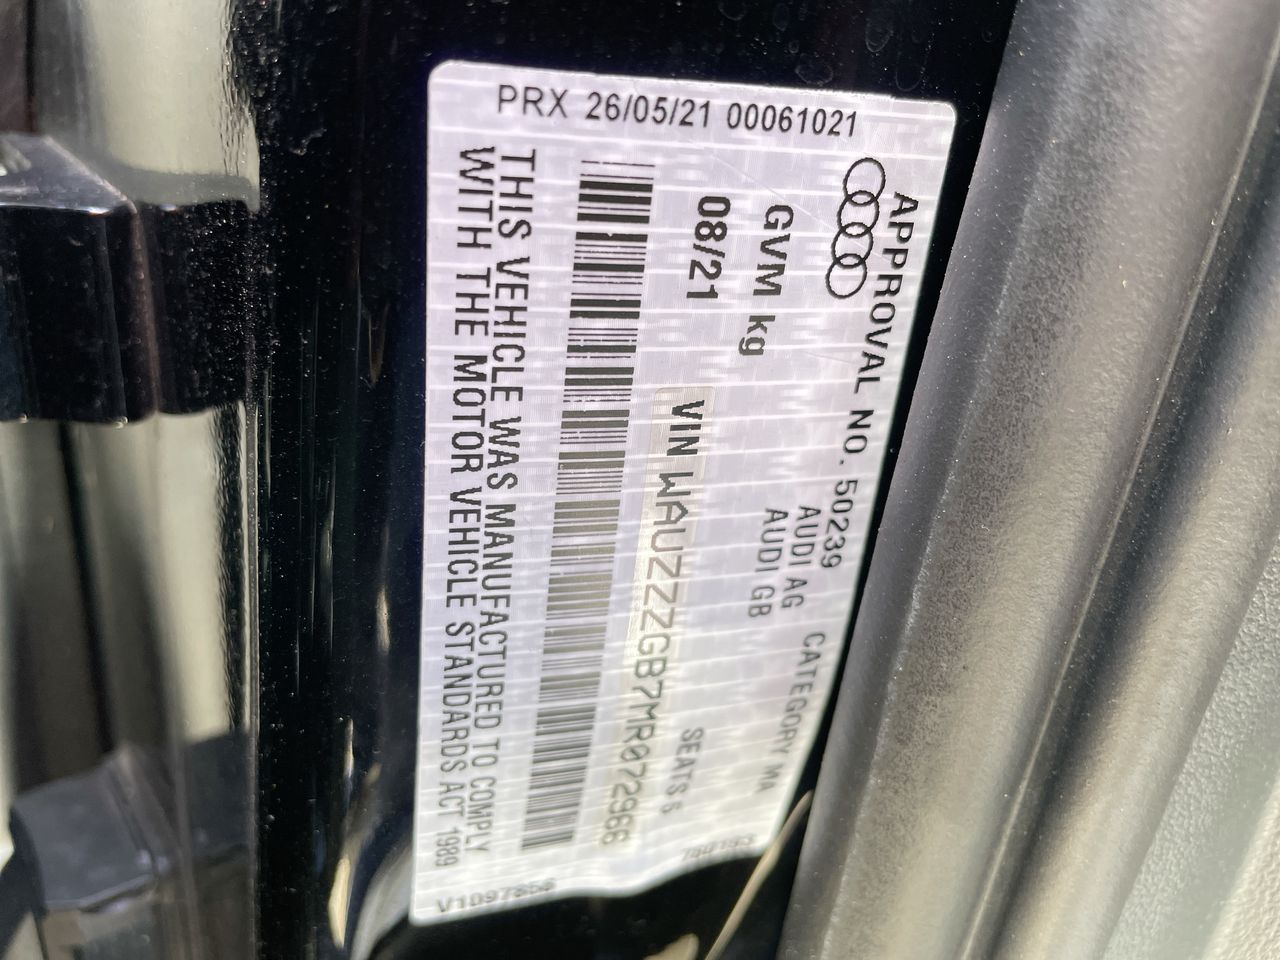 PRX 26/05/21 00061021
APPROVAL NO. 50239 CATEGORY MA
AUDI AG
AUDI GB
GVM kg
08/21 SEATS 5
VIN WAUZZZGB7MR072966
THIS VEHICLE WAS MANUFACTURED TO COMPLY
WITH THE MOTOR VEHICLE STANDARDS ACT 1989
V1097856